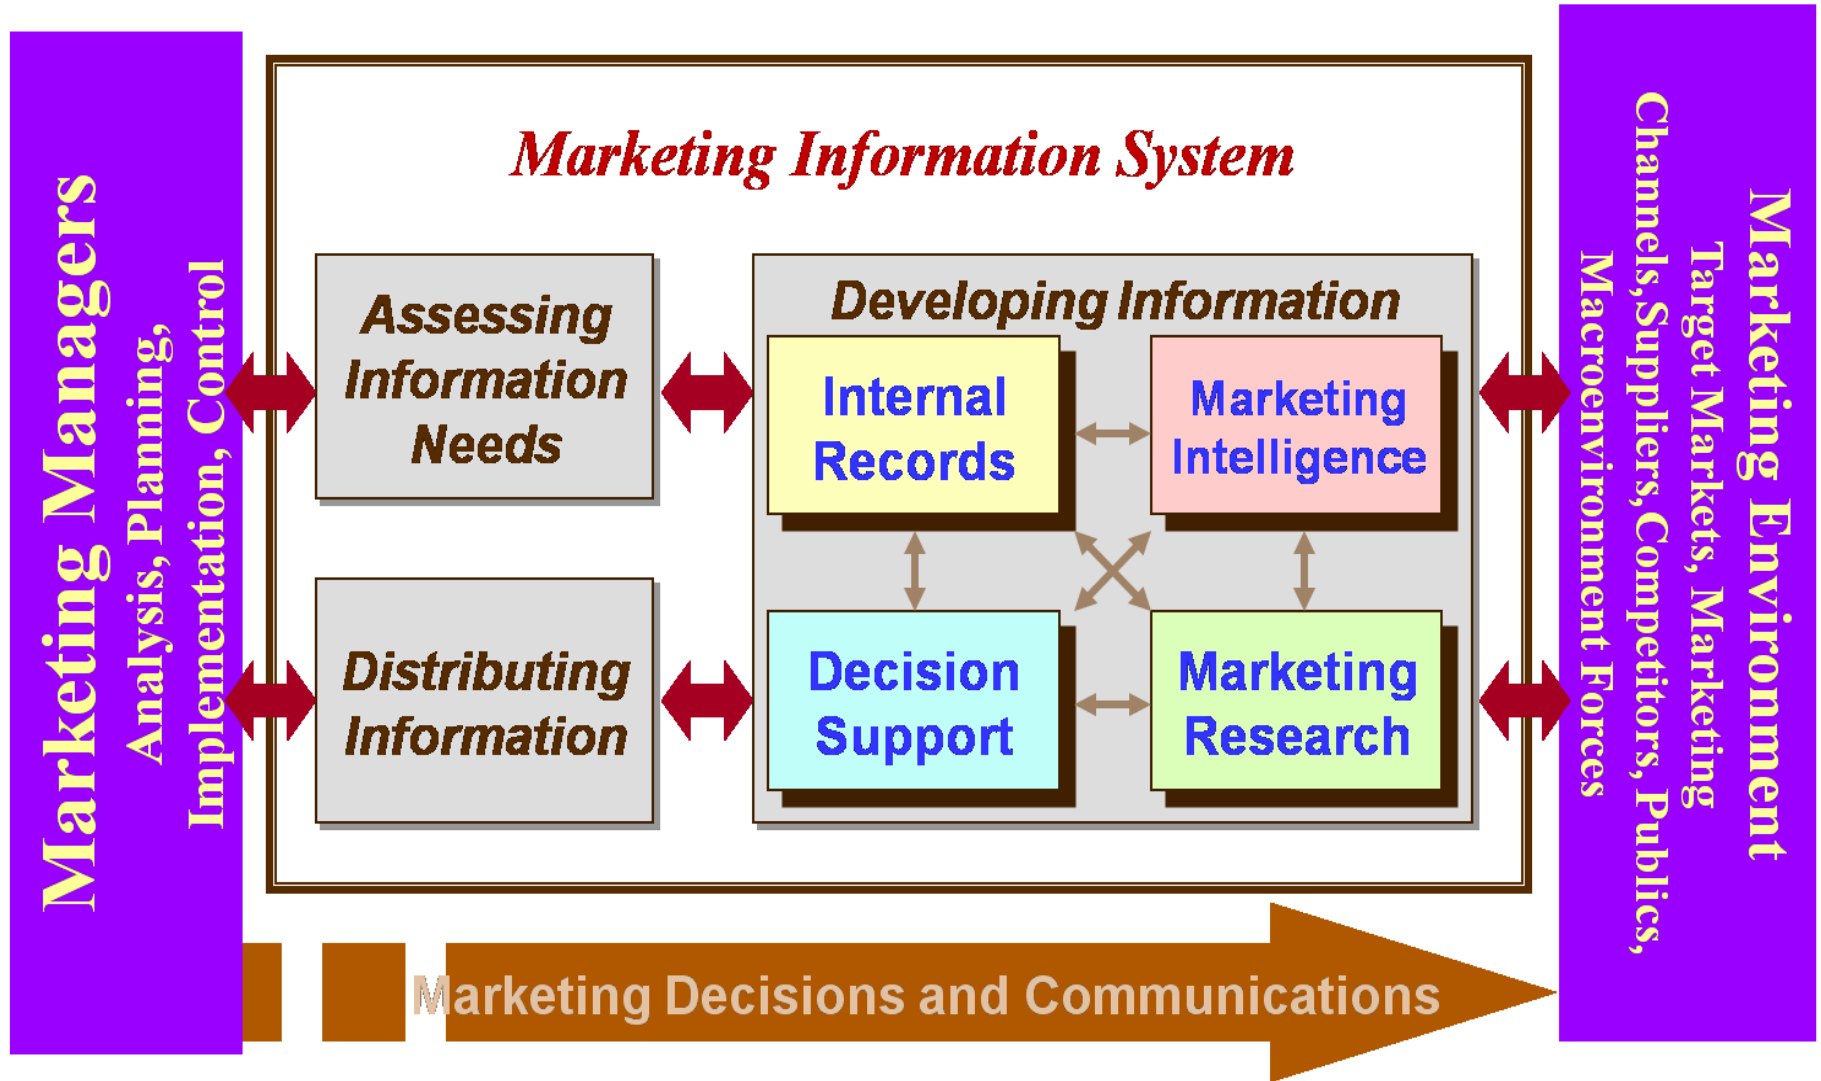 Marketing Managers
Analysis, Planning,
Implementation, Control
Marketing Information System
Assessing
Information
Needs
Distributing
Information
Developing Information
Internal
Records
Marketing
Intelligence
Decision
Support
Marketing
Research
Marketing Environment
Target Markets, Marketing
Channels,Suppliers,Competitors, Publics,
Macroenvironment Forces
Marketing Decisions and Communications